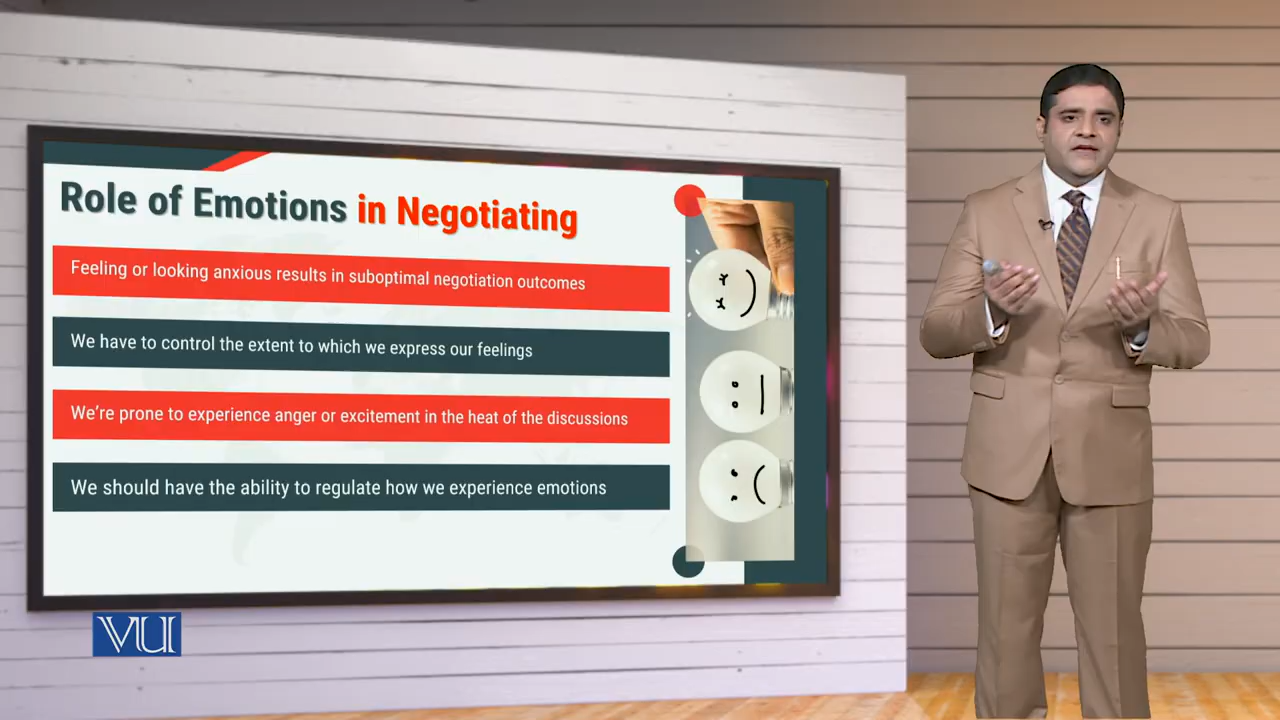 Role of Emotions in Negotiating
Feeling or looking anxious results in suboptimal negotiation outcomes
We have to control the extent to which we express our feelings
We’re prone to experience anger or excitement in the heat of the discussions
We should have the ability to regulate how we experience emotions
VU